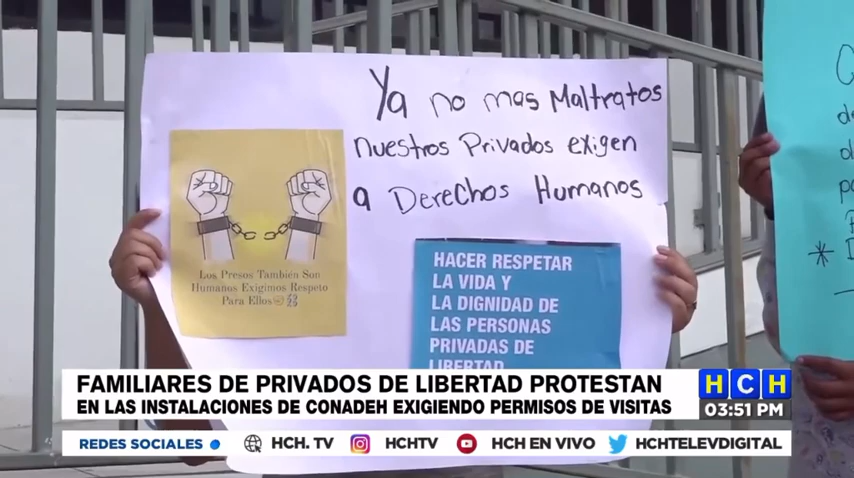 Ya no mas Maltratos
nuestros Privados exigen
a Derechos Humanos
Los Presos También Son
Humanos Exigimos Respeto
Para Ellos
HACER RESPETAR
LA VIDA Y
LA DIGNIDAD DE
LAS PERSONAS
PRIVADAS DE
LIBERTAD
FAMILIARES DE PRIVADOS DE LIBERTAD PROTESTAN
EN LAS INSTALACIONES DE CONADEH EXIGIENDO PERMISOS DE VISITAS
HCH
03:51 PM
REDES SOCIALES
HCH. TV
HCHTV
HCH EN VIVO
HCHTELEVDIGITAL